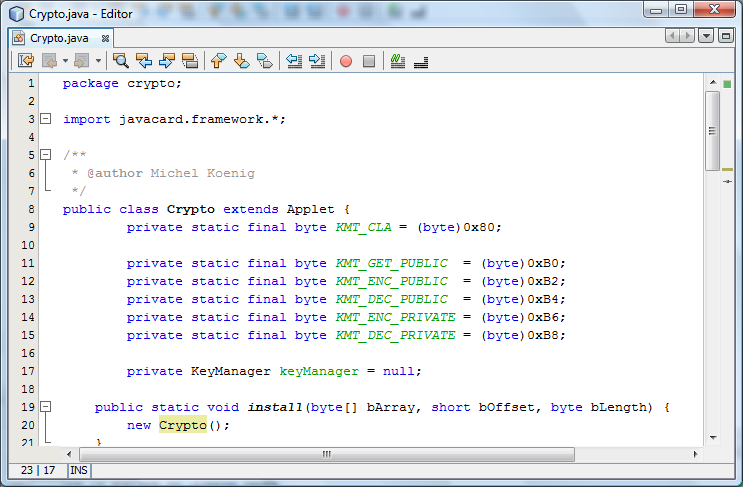 Crypto.java - Editor
Crypto.java
1 package crypto;
2
3 import javacard.framework.*;
4
5 /**
6 * @author Michel Koenig
7 */
8 public class Crypto extends Applet {
9 private static final byte KMT_CLA = (byte)0x80;
10
11 private static final byte KMT_GET_PUBLIC = (byte)0xB0;
12 private static final byte KMT_ENC_PUBLIC = (byte)0xB2;
13 private static final byte KMT_DEC_PUBLIC = (byte)0xB4;
14 private static final byte KMT_ENC_PRIVATE = (byte)0xB6;
15 private static final byte KMT_DEC_PRIVATE = (byte)0xB8;
16
17 private KeyManager keyManager = null;
18
19 public static void install(byte[] bArray, short bOffset, byte bLength) {
20 new Crypto();
21 }
23 | 17 INS